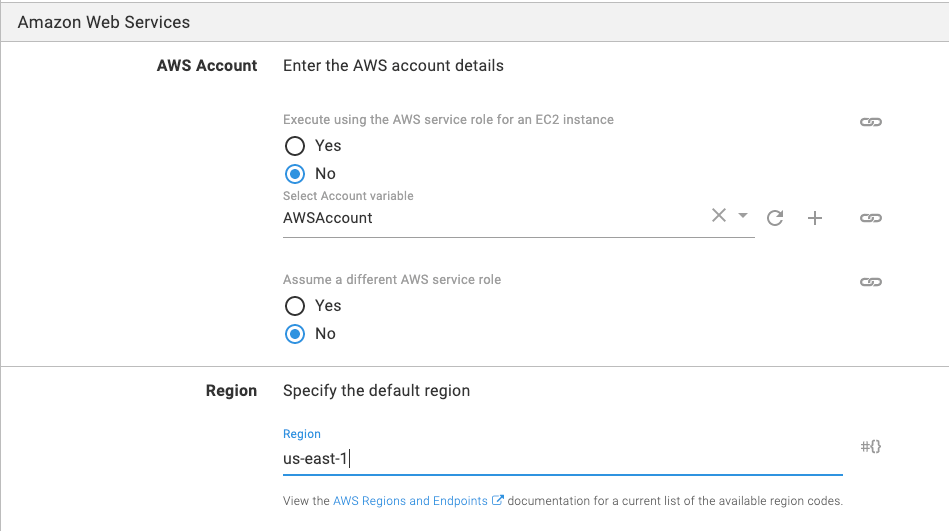 Amazon Web Services
AWS Account
Enter the AWS account details
Execute using the AWS service role for an EC2 instance
Yes
No
Select Account variable
AWSAccount
Assume a different AWS service role
Yes
No
Region
Specify the default region
Region
us-east-1
#{}
View the AWS Regions and Endpoints documentation for a current list of the available region codes.